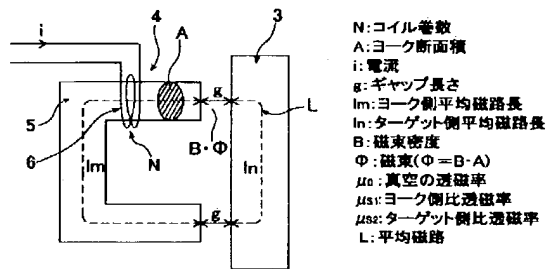 i
4
A
3
g
L
5
6
N
lm
B・Φ
ln
g
N:コイル巻数
A:ヨーク断面積
i:電流
g:ギャップ長さ
lm:ヨーク側平均磁路長
ln:ターゲット側平均磁路長
B:磁束密度
Φ:磁束(Φ=B・A)
μ0:真空の透磁率
μS1:ヨーク側比透磁率
μS2:ターゲット側比透磁率
L:平均磁路